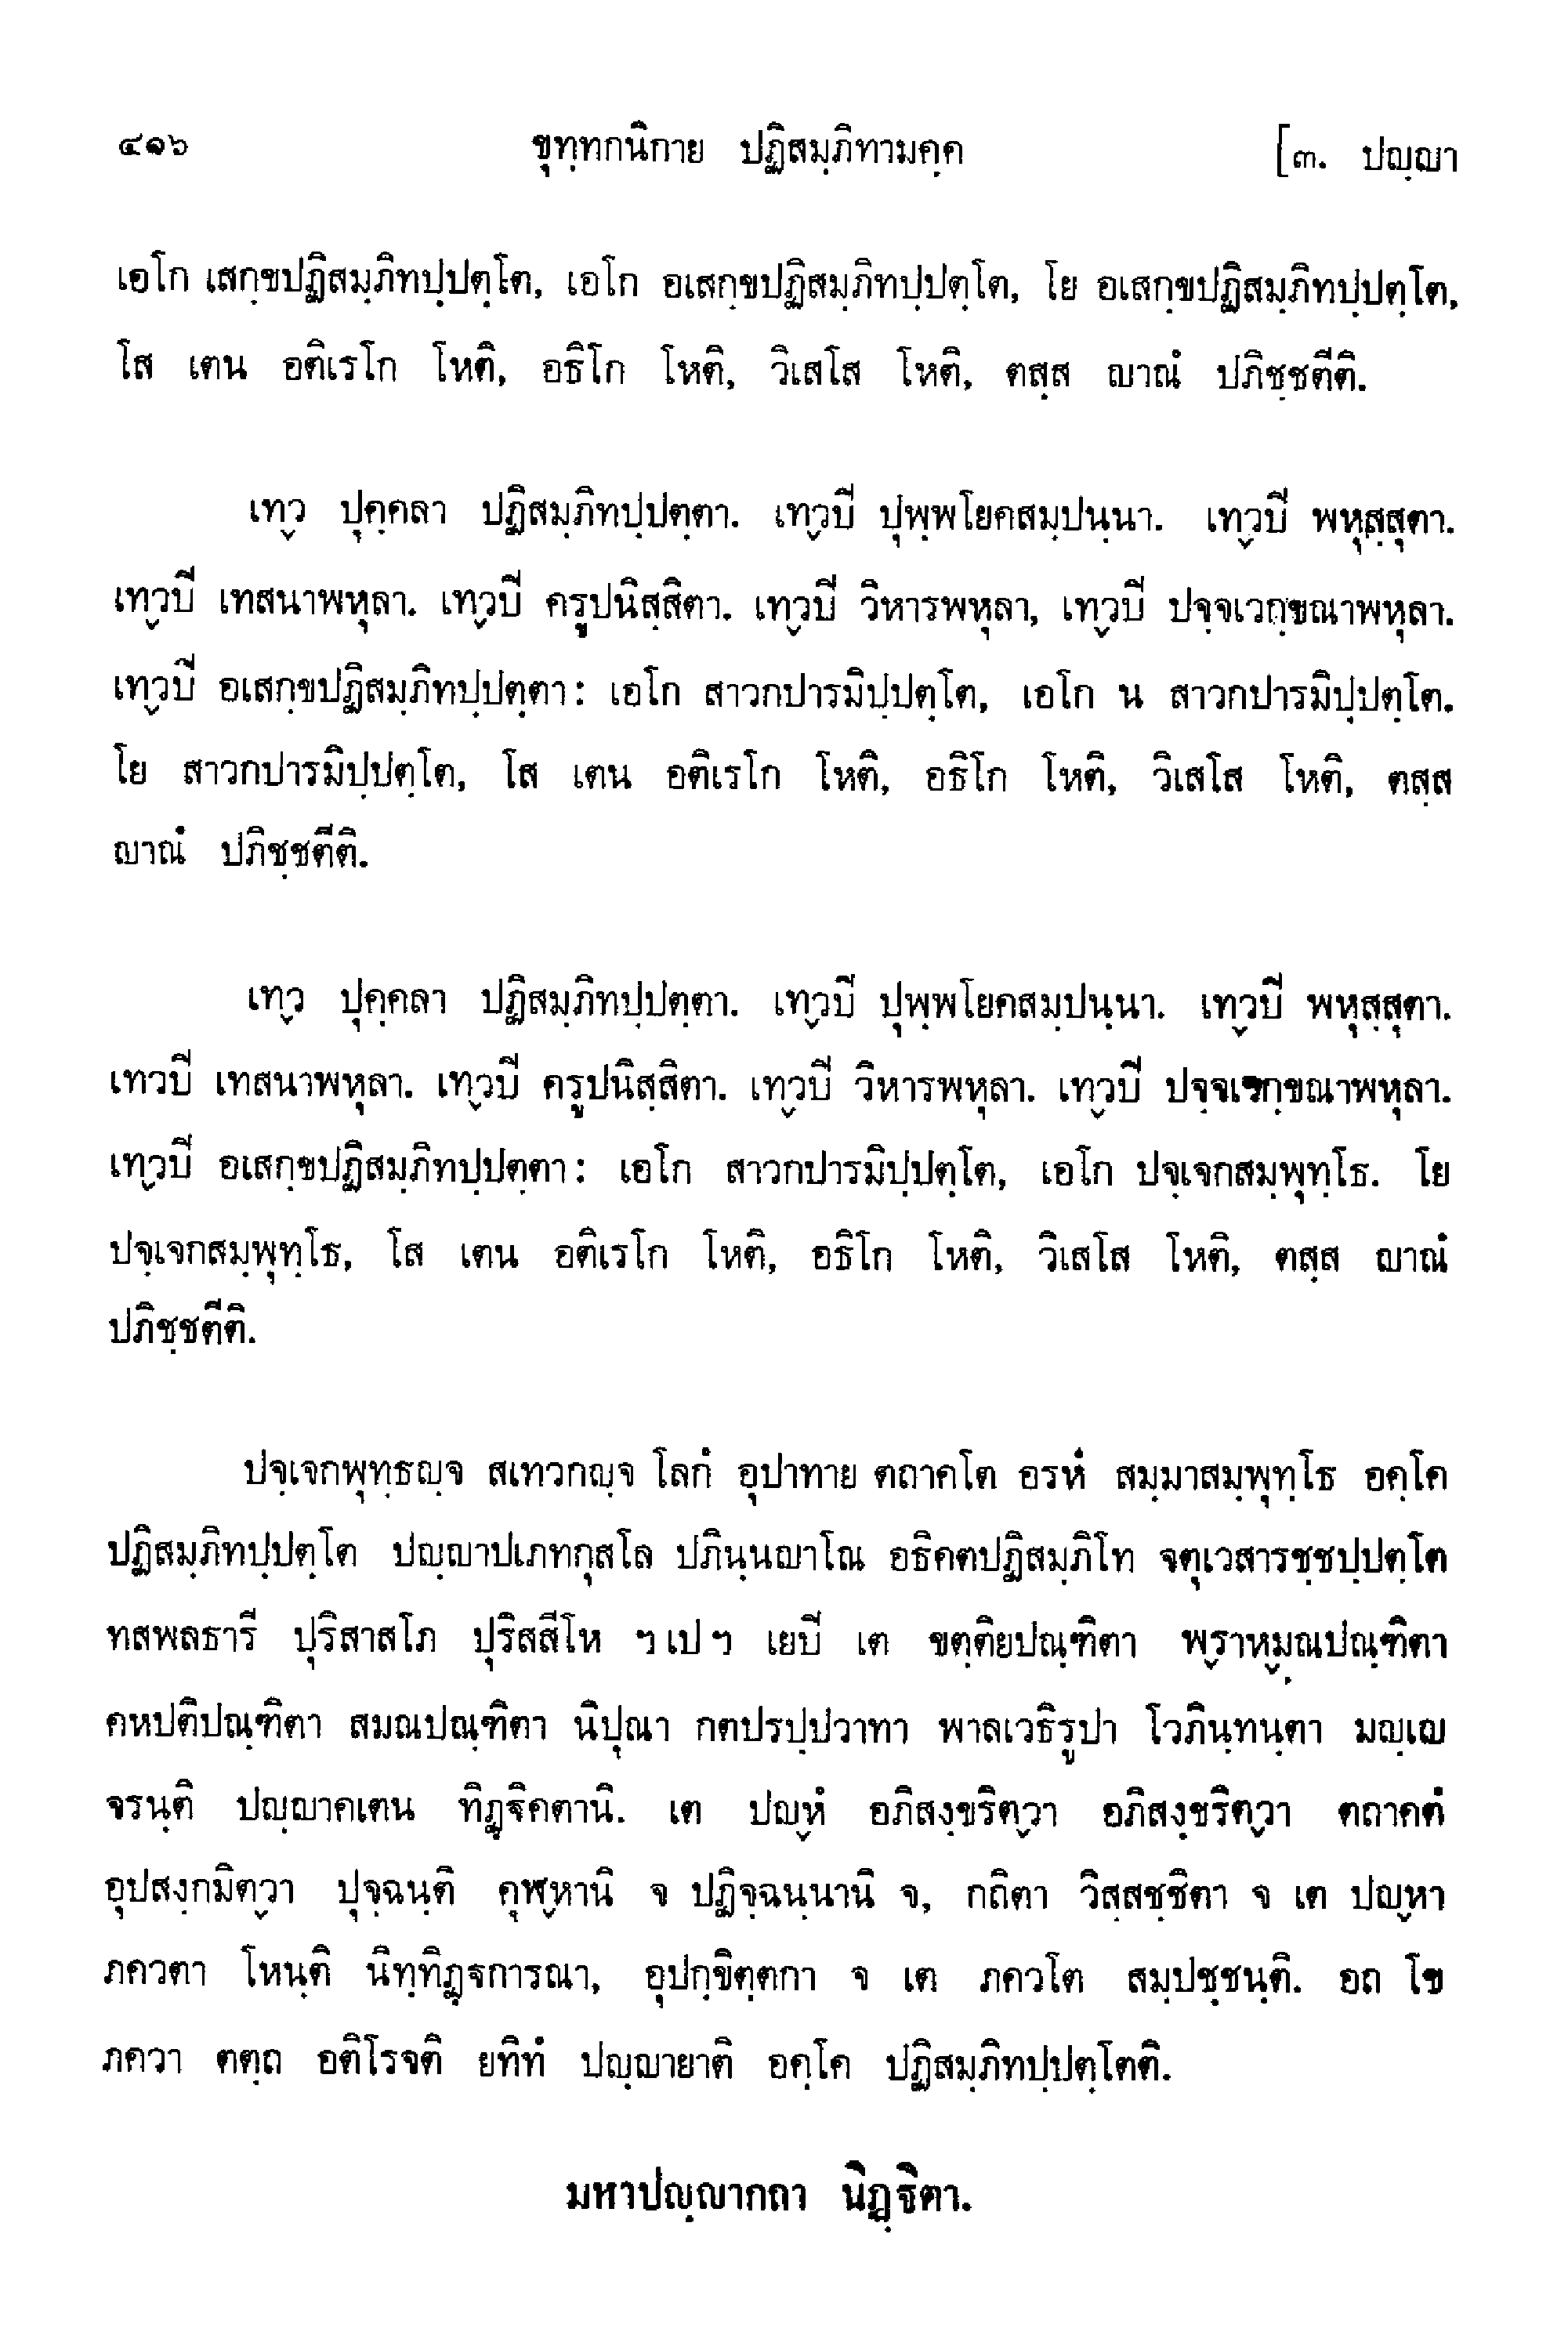 ๔๑๖ ขุทฺทกนิกาย ปฏิสมฺภิทามคฺค [๓. ปญฺญา
เอโก เสกฺขปฏิสมฺภิทปฺปตฺโต, เอโก อเสกฺขปฏิสมฺภิทปฺปตฺโต, โย อเสกฺขปฏิสมฺภิทปฺปตฺโต,
โส เตน อติเรโก โหติ, อธิโก โหติ, วิเสโส โหติ, ตสฺส ญาณํ ปภิชฺชตีติ.
เทฺว ปุคฺคลา ปฏิสมฺภิทปฺปตฺตา. เทฺวปิ ปุพฺพโยคสมฺปนฺนา. เทฺวปิ พหุสฺสุตา.
เทฺวปิ เทสนาพหุลา. เทฺวปิ ครูปนิสฺสิตา. เทฺวปิ วิหารพหุลา, เทฺวปิ ปจฺจเวกฺขณาพหุลา.
เทฺวปิ อเสกฺขปฏิสมฺภิทปฺปตฺตา: เอโก สาวกปารมิปฺปตฺโต, เอโก น สาวกปารมิปฺปตฺโต.
โย สาวกปารมิปฺปตฺโต, โส เตน อติเรโก โหติ, อธิโก โหติ, วิเสโส โหติ, ตสฺส
ญาณํ ปภิชฺชตีติ.
เทฺว ปุคฺคลา ปฏิสมฺภิทปฺปตฺตา. เทฺวปิ ปุพฺพโยคสมฺปนฺนา. เทฺวปิ พหุสฺสุตา.
เทวปิ เทสนาพหุลา. เทฺวปิ ครูปนิสฺสิตา. เทฺวปิ วิหารพหุลา. เทฺวปิ ปจฺจเวกฺขณาพหุลา.
เทฺวปิ อเสกฺขปฏิสมฺภิทปฺปตฺตา: เอโก สาวกปารมิปฺปตฺโต, เอโก ปจฺเจกสมฺพุทฺโธ. โย
ปจฺเจกสมฺพุทฺโธ, โส เตน อติเรโก โหติ, อธิโก โหติ, วิเสโส โหติ, ตสฺส ญาณํ
ปภิชฺชตีติ.
ปจฺเจกพุทฺธญฺจ สเทวกญฺจ โลกํ อุปาทาย ตถาคโต อรหํ สมฺมาสมฺพุทฺโธ อคฺโค
ปฏิสมฺภิทปฺปตฺโต ปญฺญาปเภทกุสโล ปภินฺนญาโณ อธิคตปฏิสมฺภิโท จตุเวสารชฺชปฺปตฺโต
ทสพลธารี ปุริสาสโภ ปุริสสีโห ฯ เป ฯ เยปิ เต ขตฺติยปณฺฑิตา พฺราหฺมณปณฺฑิตา
คหปติปณฺฑิตา สมณปณฺฑิตา นิปุณา กตปรปฺปวาทา พาลเวธิรูปา โวภินฺทนฺตา มญฺเญ
จรนฺติ ปญฺญาคเตน ทิฏฺฐิคตานิ. เต ปญฺหํ อภิสงฺขริตฺวา อภิสงฺขริตฺวา ตถาคตํ
อุปสงฺกมิตฺวา ปุจฺฉนฺติ คุฬฺหานิ จ ปฏิจฺฉนฺนานิ จ, กถิตา วิสฺสชฺชิตา จ เต ปญฺหา
ภควตา โหนฺติ นิทฺทิฏฺฐการณา, อุปกฺขิตฺตกา จ เต ภควโต สมฺปชฺชนฺติ. อถ โข
ภควา ตตฺถ อติโรจติ ยทิทํ ปญฺญายาติ อคฺโค ปฏิสมฺภิทปฺปตฺโตติ.
มหาปญฺญากถา นิฏฺฐิตา.